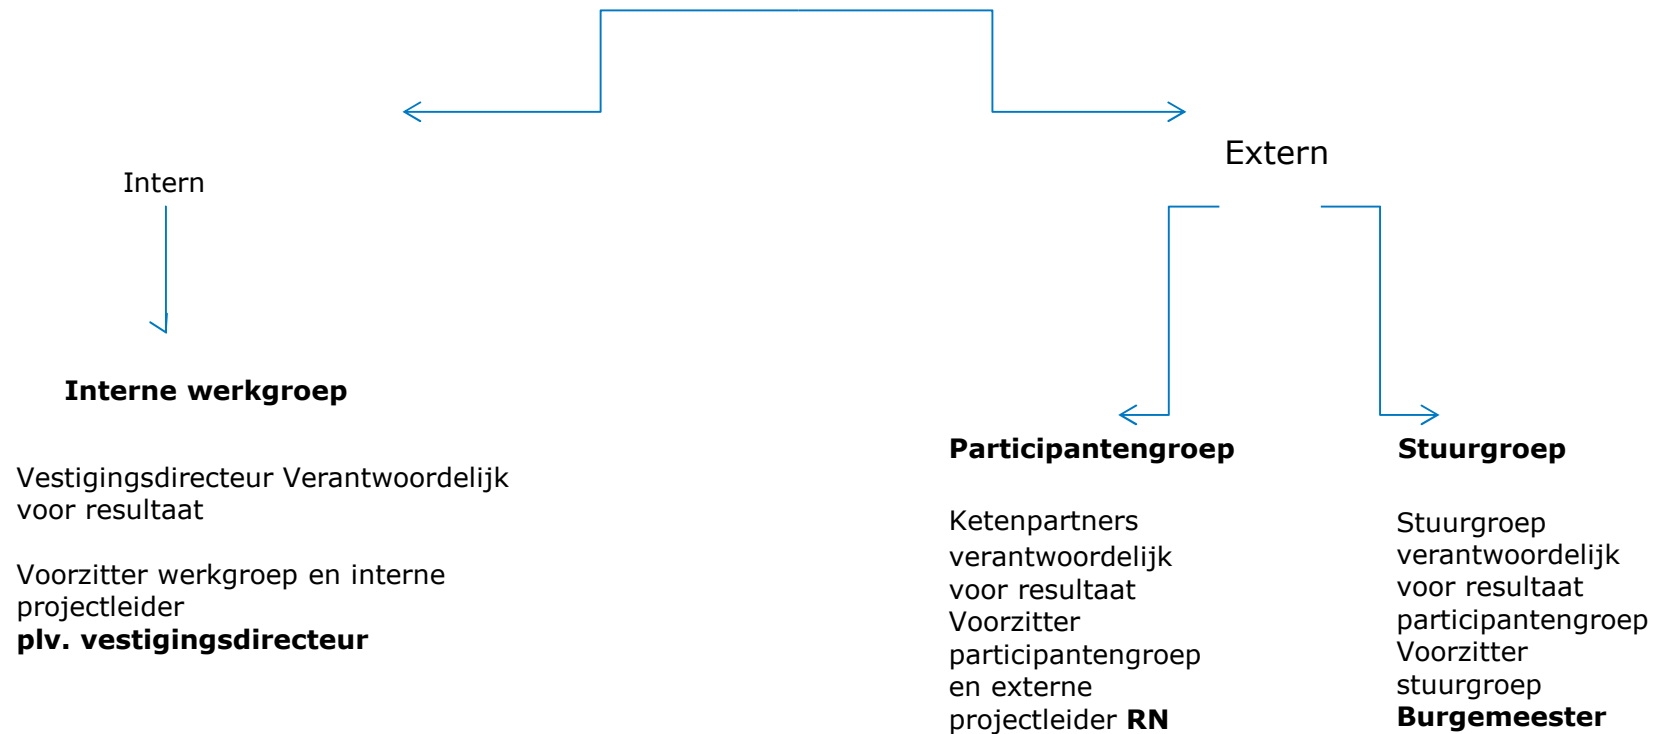 Extern
Intern
Interne werkgroep
Vestigingsdirecteur Verantwoordelijk
voor resultaat
Voorzitter werkgroep en interne
projectleider
plv. vestigingsdirecteur
Participantengroep
Ketenpartners
verantwoordelijk
voor resultaat
Voorzitter
participantengroep
en externe
projectleider RN
Stuurgroep
Stuurgroep
verantwoordelijk
voor resultaat
participantengroep
Voorzitter
stuurgroep
Burgemeester